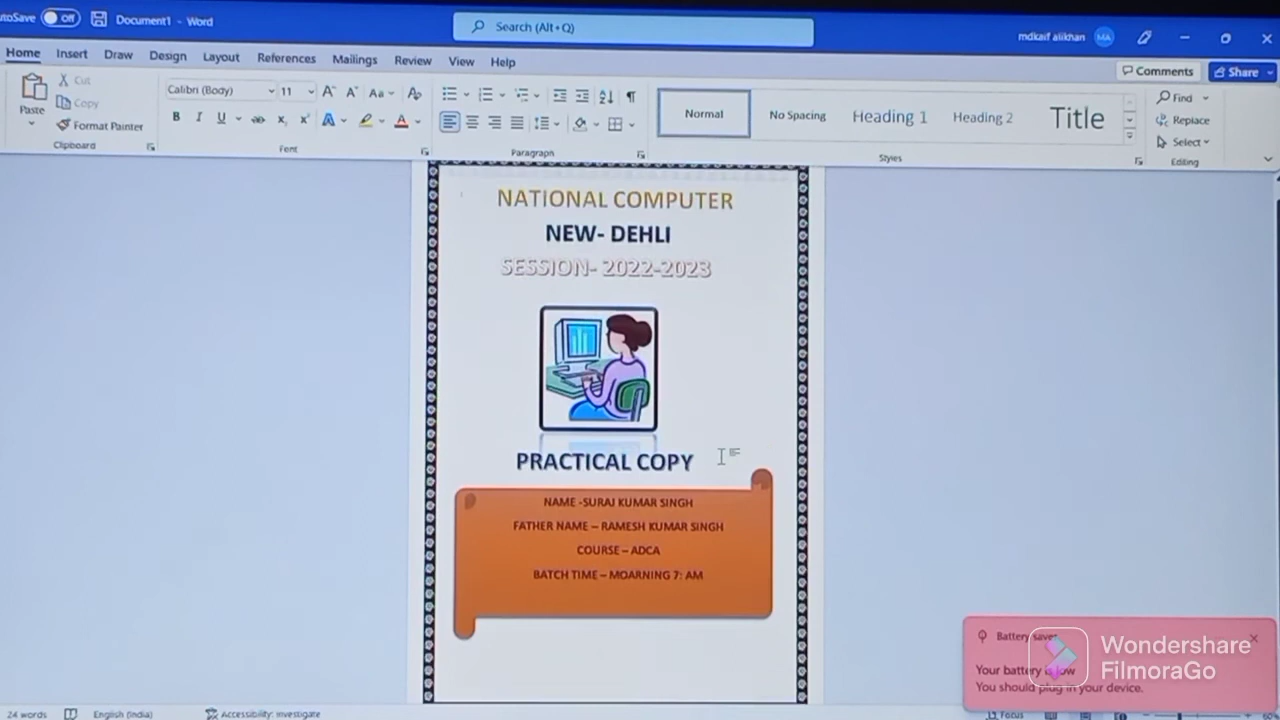 utoSave Off Document1 - Word Search (Alt+Q) mdkaif alikhan MA
Home Insert Draw Design Layout References Mailings Review View Help Comments Share
Paste Cut Copy Format Painter Clipboard
Calibri (Body) 11 Aa B I U Font
Paragraph
Normal No Spacing Heading 1 Heading 2 Title Styles
Find Replace Select Editing
NATIONAL COMPUTER
NEW- DEHLI
SESSION- 2022-2023
PRACTICAL COPY
NAME -SURAJ KUMAR SINGH
FATHER NAME – RAMESH KUMAR SINGH
COURSE – ADCA
BATCH TIME – MOARNING 7: AM
Battery saver
Your battery is low
You should plug in your device.
Wondershare
FilmoraGo
24 words English (India) Accessibility: Investigate Focus